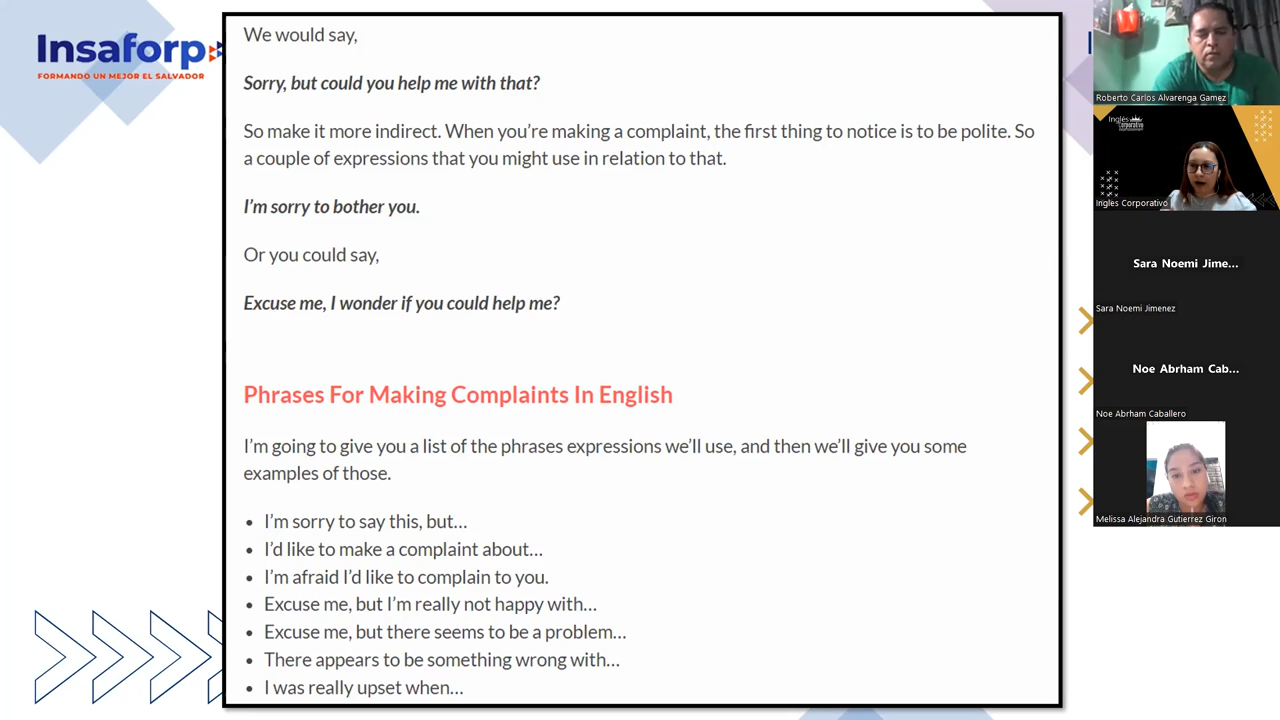 Insaforp
FORMANDO UN MEJOR EL SALVADOR
We would say,
Sorry, but could you help me with that?
So make it more indirect. When you're making a complaint, the first thing to notice is to be polite. So
a couple of expressions that you might use in relation to that.
I'm sorry to bother you.
Or you could say,
Excuse me, I wonder if you could help me?
Phrases For Making Complaints In English
I'm going to give you a list of the phrases expressions we'll use, and then we'll give you some
examples of those.
• I'm sorry to say this, but…
• I'd like to make a complaint about…
• I'm afraid I'd like to complain to you.
• Excuse me, but I'm really not happy with…
• Excuse me, but there seems to be a problem…
• There appears to be something wrong with…
• I was really upset when…
Roberto Carlos Alvarenga Gamez
Inglés
Corporativo
Ingles Corporativo
Sara Noemi Jime...
Sara Noemi Jimenez
Noe Abrham Cab...
Noe Abrham Caballero
Melissa Alejandra Gutierrez Giron